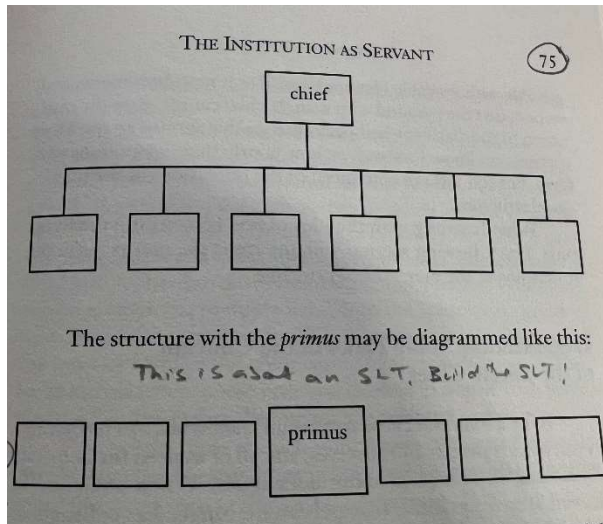 THE INSTITUTION AS SERVANT 75
chief
The structure with the primus may be diagrammed like this:
This is about an SLT. Build the SLT!
primus